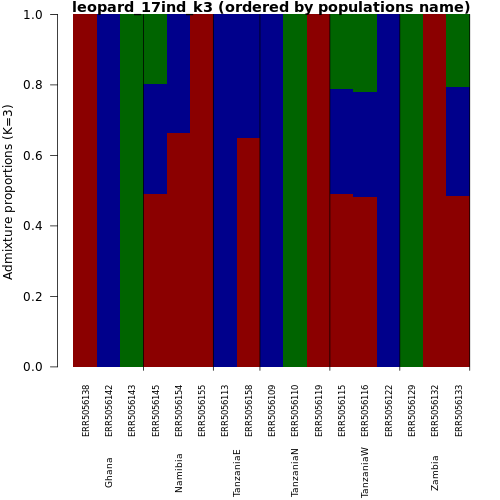 leopard_17ind_k3 (ordered by populations name)
Admixture proportions (K=3)
1.0
0.8
0.6
0.4
0.2
0.0
ERR5056138
ERR5056142
ERR5056143
ERR5056145
ERR5056154
ERR5056155
ERR5056113
ERR5056158
ERR5056109
ERR5056110
ERR5056119
ERR5056115
ERR5056116
ERR5056122
ERR5056129
ERR5056132
ERR5056133
Ghana
Namibia
TanzaniaE
TanzaniaN
TanzaniaW
Zambia